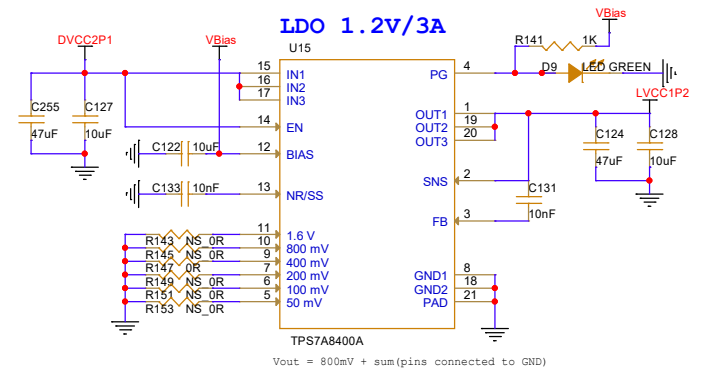 LDO 1.2V/3A
VBias
DVCC2P1
VBias
U15
R141
1K
15
IN1
16
IN2
17
IN3
4
PG
D9
LED GREEN
LVCC1P2
C255
C127
47uF
10uF
14
EN
OUT1
1
OUT2
19
OUT3
20
C122
10uF
12
BIAS
C124
C128
47uF
10uF
C133
10nF
13
NR/SS
SNS
2
C131
10nF
FB
3
11
1.6 V
R143
NS_0R
10
800 mV
R145
NS_0R
9
400 mV
R147
0R
7
200 mV
R149
NS_0R
6
100 mV
R151
NS_0R
5
50 mV
R153
NS_0R
GND1
8
GND2
18
PAD
21
TPS7A8400A
Vout = 800mV + sum(pins connected to GND)